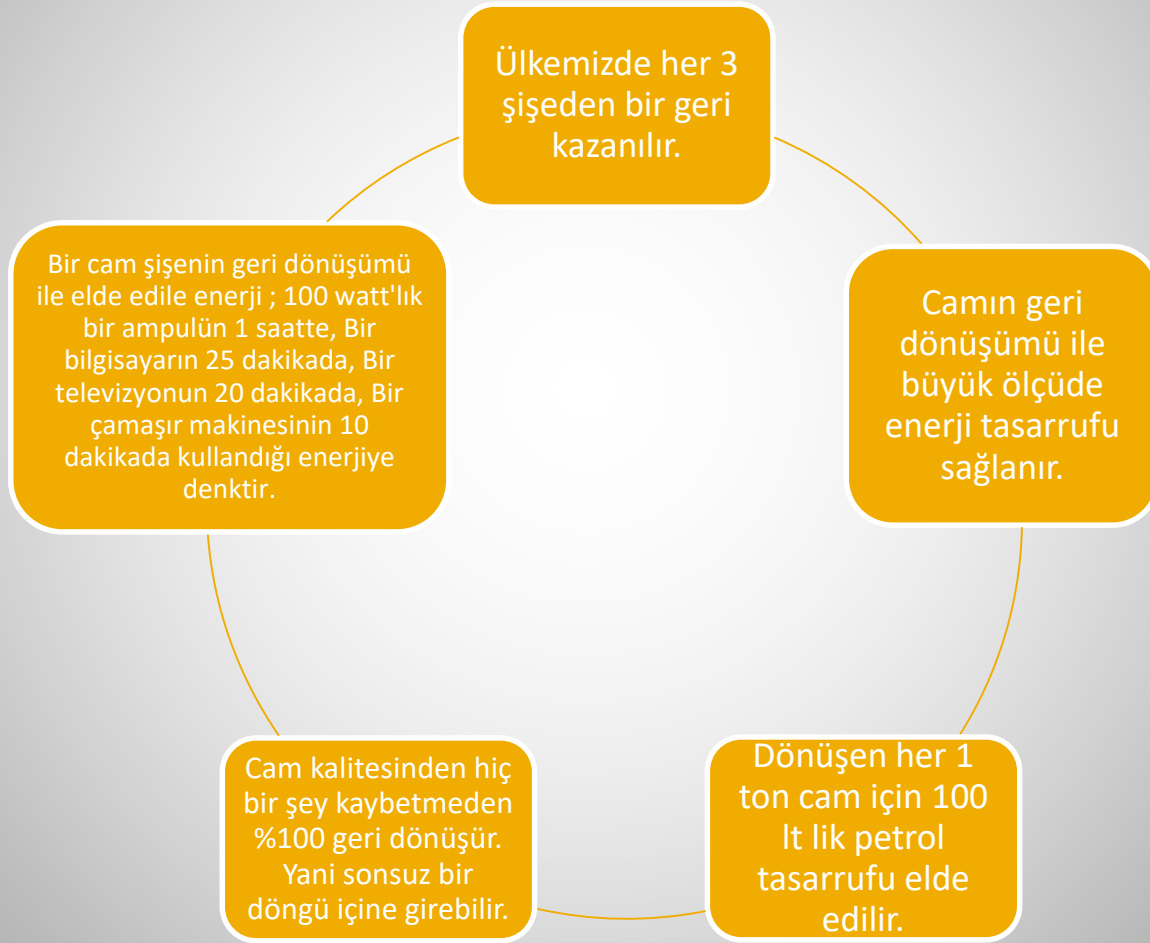 Ülkemizde her 3
şişeden bir geri
kazanılır.
Camın geri
dönüşümü ile
büyük ölçüde
enerji tasarrufu
sağlanır.
Dönüşen her 1
ton cam için 100
lt lik petrol
tasarrufu elde
edilir.
Cam kalitesinden hiç
bir şey kaybetmeden
%100 geri dönüşür.
Yani sonsuz bir
döngü içine girebilir.
Bir cam şişenin geri dönüşümü
ile elde edile enerji ; 100 watt'lık
bir ampulün 1 saatte, Bir
bilgisayarın 25 dakikada, Bir
televizyonun 20 dakikada, Bir
çamaşır makinesinin 10
dakikada kullandığı enerjiye
denktir.